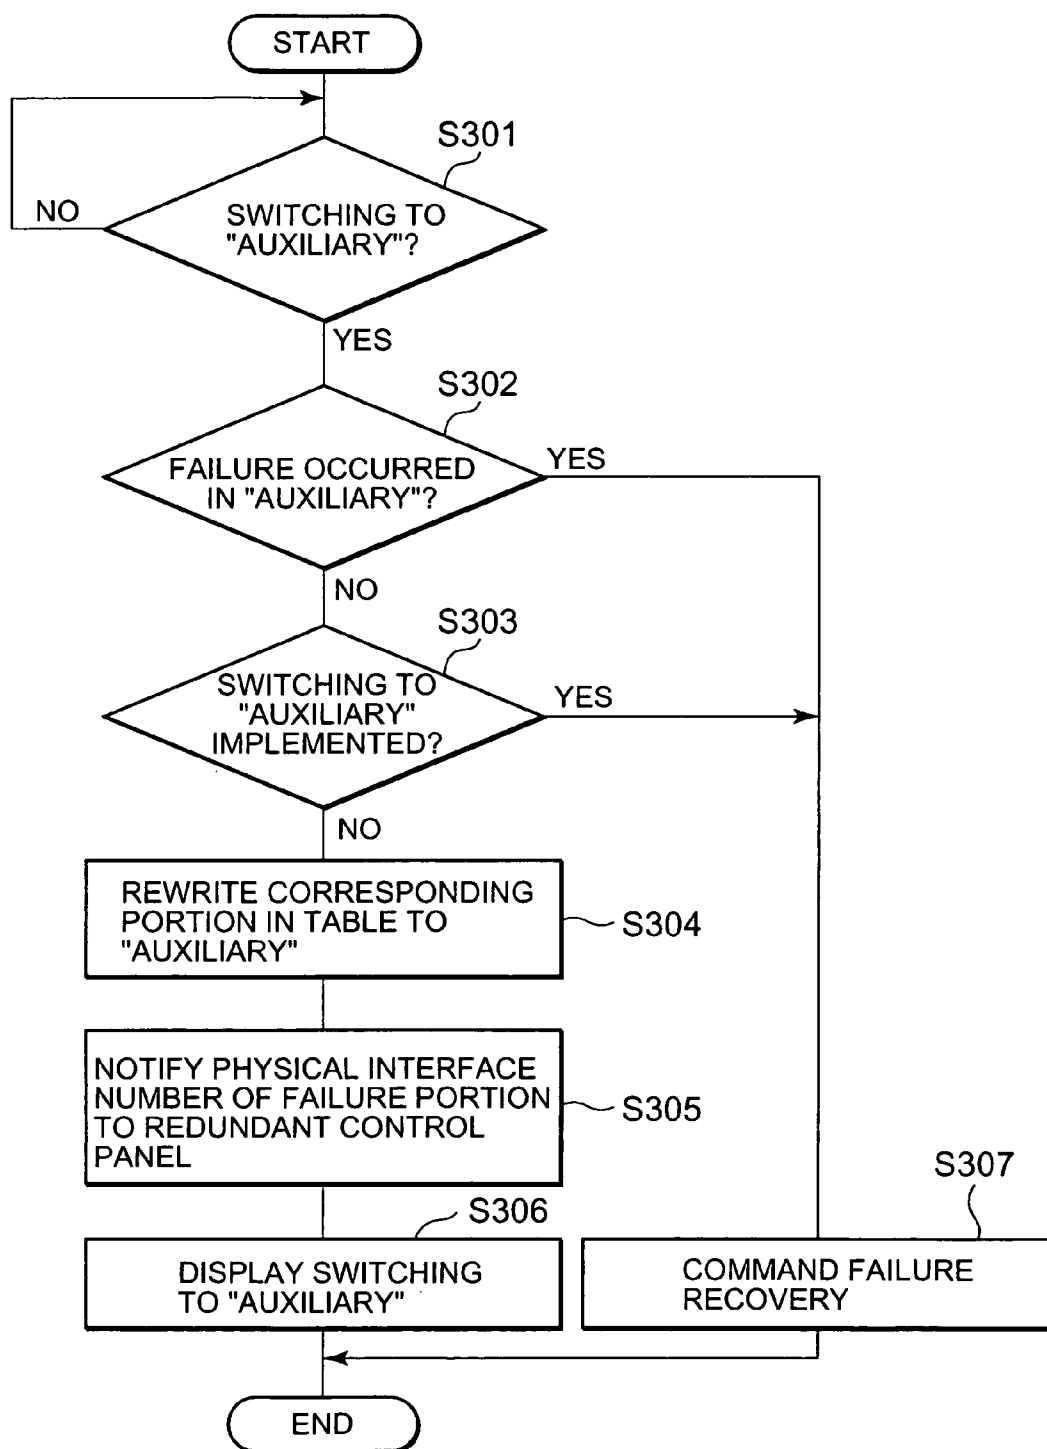 START
S301
NO
SWITCHING TO
"AUXILIARY"?
YES
S302
FAILURE OCCURRED
IN "AUXILIARY"?
YES
NO
S303
SWITCHING TO
"AUXILIARY"
IMPLEMENTED?
YES
NO
REWRITE CORRESPONDING
PORTION IN TABLE TO
"AUXILIARY"
S304
NOTIFY PHYSICAL INTERFACE
NUMBER OF FAILURE PORTION
TO REDUNDANT CONTROL
PANEL
S305
S306
DISPLAY SWITCHING
TO "AUXILIARY"
S307
COMMAND FAILURE
RECOVERY
END